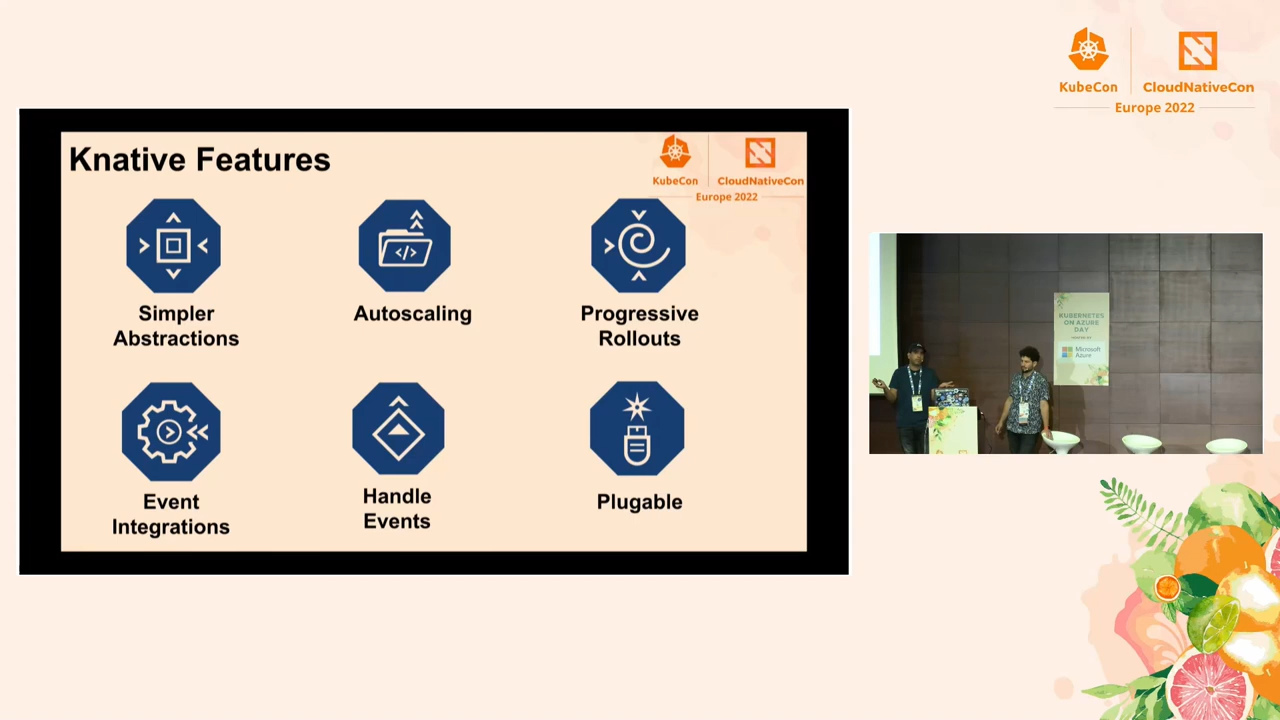 KubeCon
CloudNativeCon
Europe 2022
Knative Features
KubeCon
CloudNativeCon
Europe 2022
Simpler
Abstractions
Autoscaling
Progressive
Rollouts
</>
Event
Integrations
Handle
Events
Plugable
KUBERNETES
ON AZURE
DAY
Microsoft
Azure